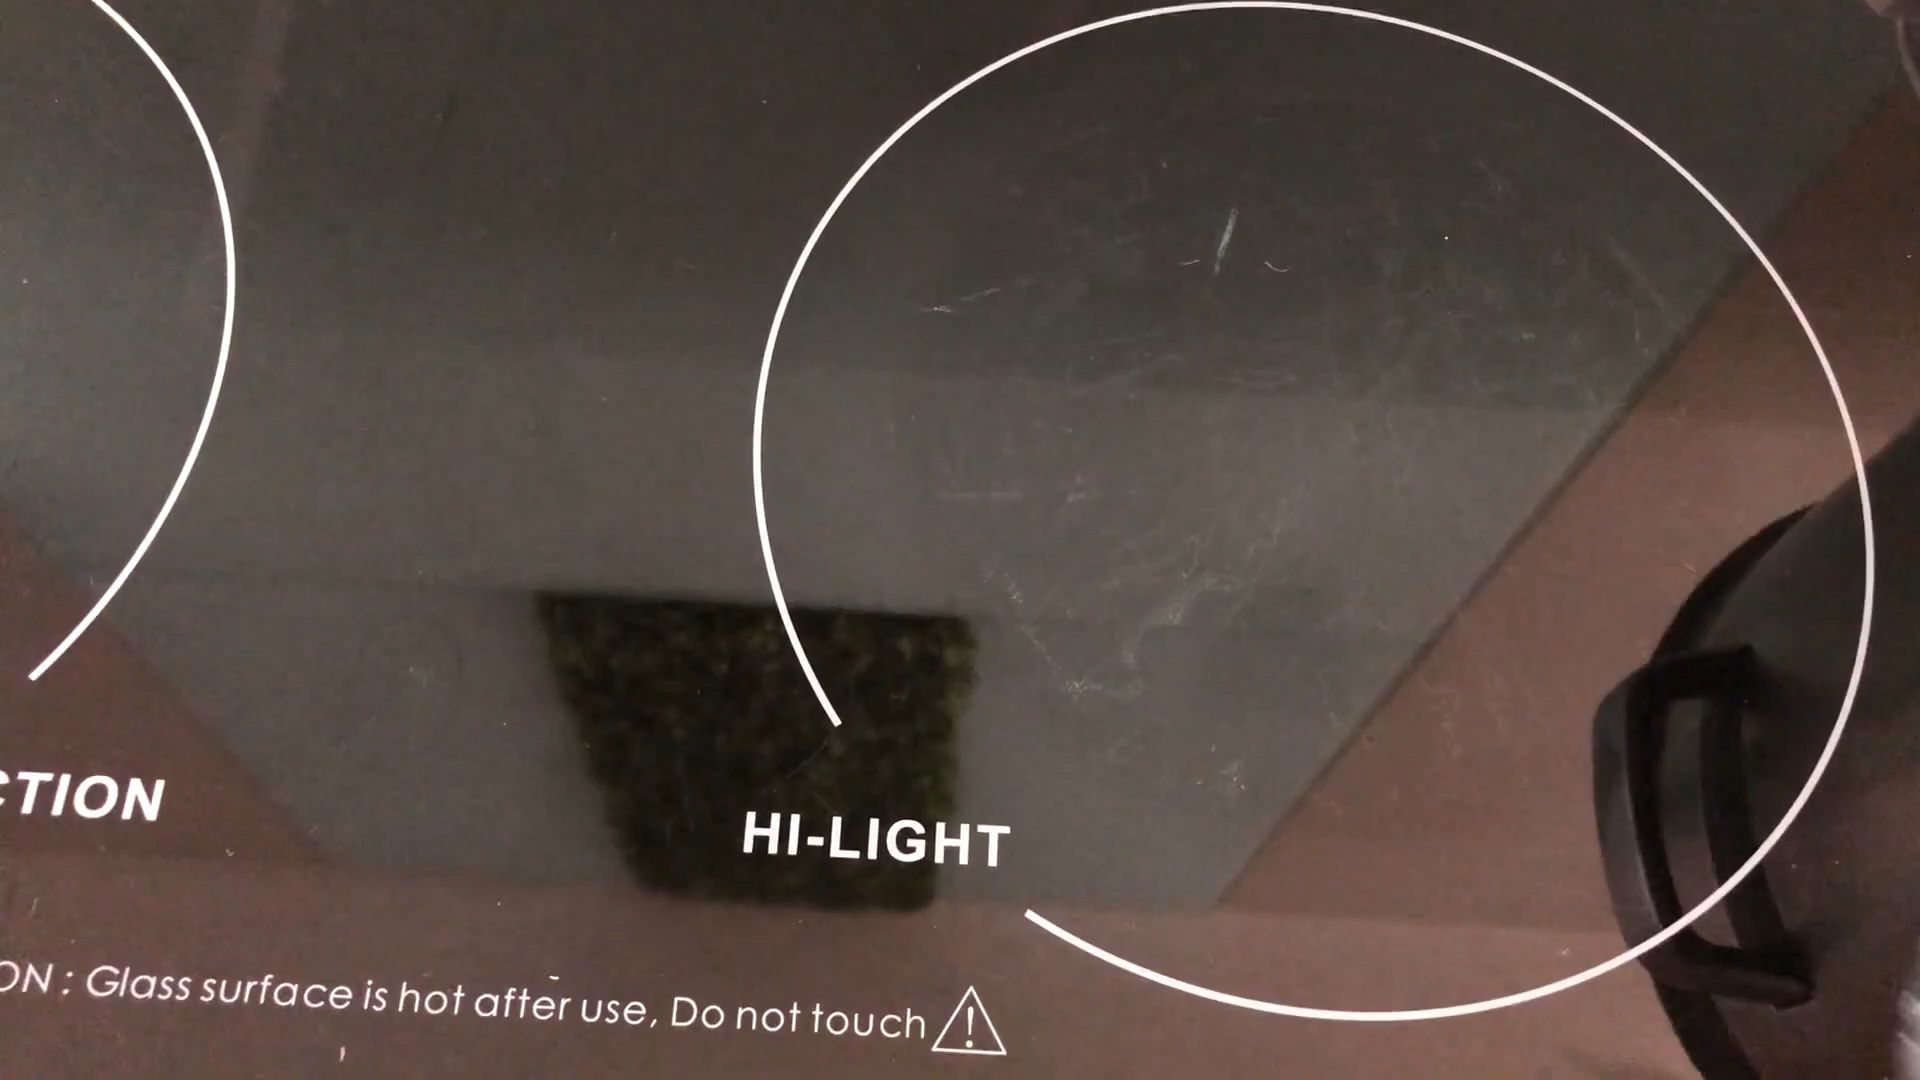 CTION
HI-LIGHT
ON : Glass surface is hot after use, Do not touch